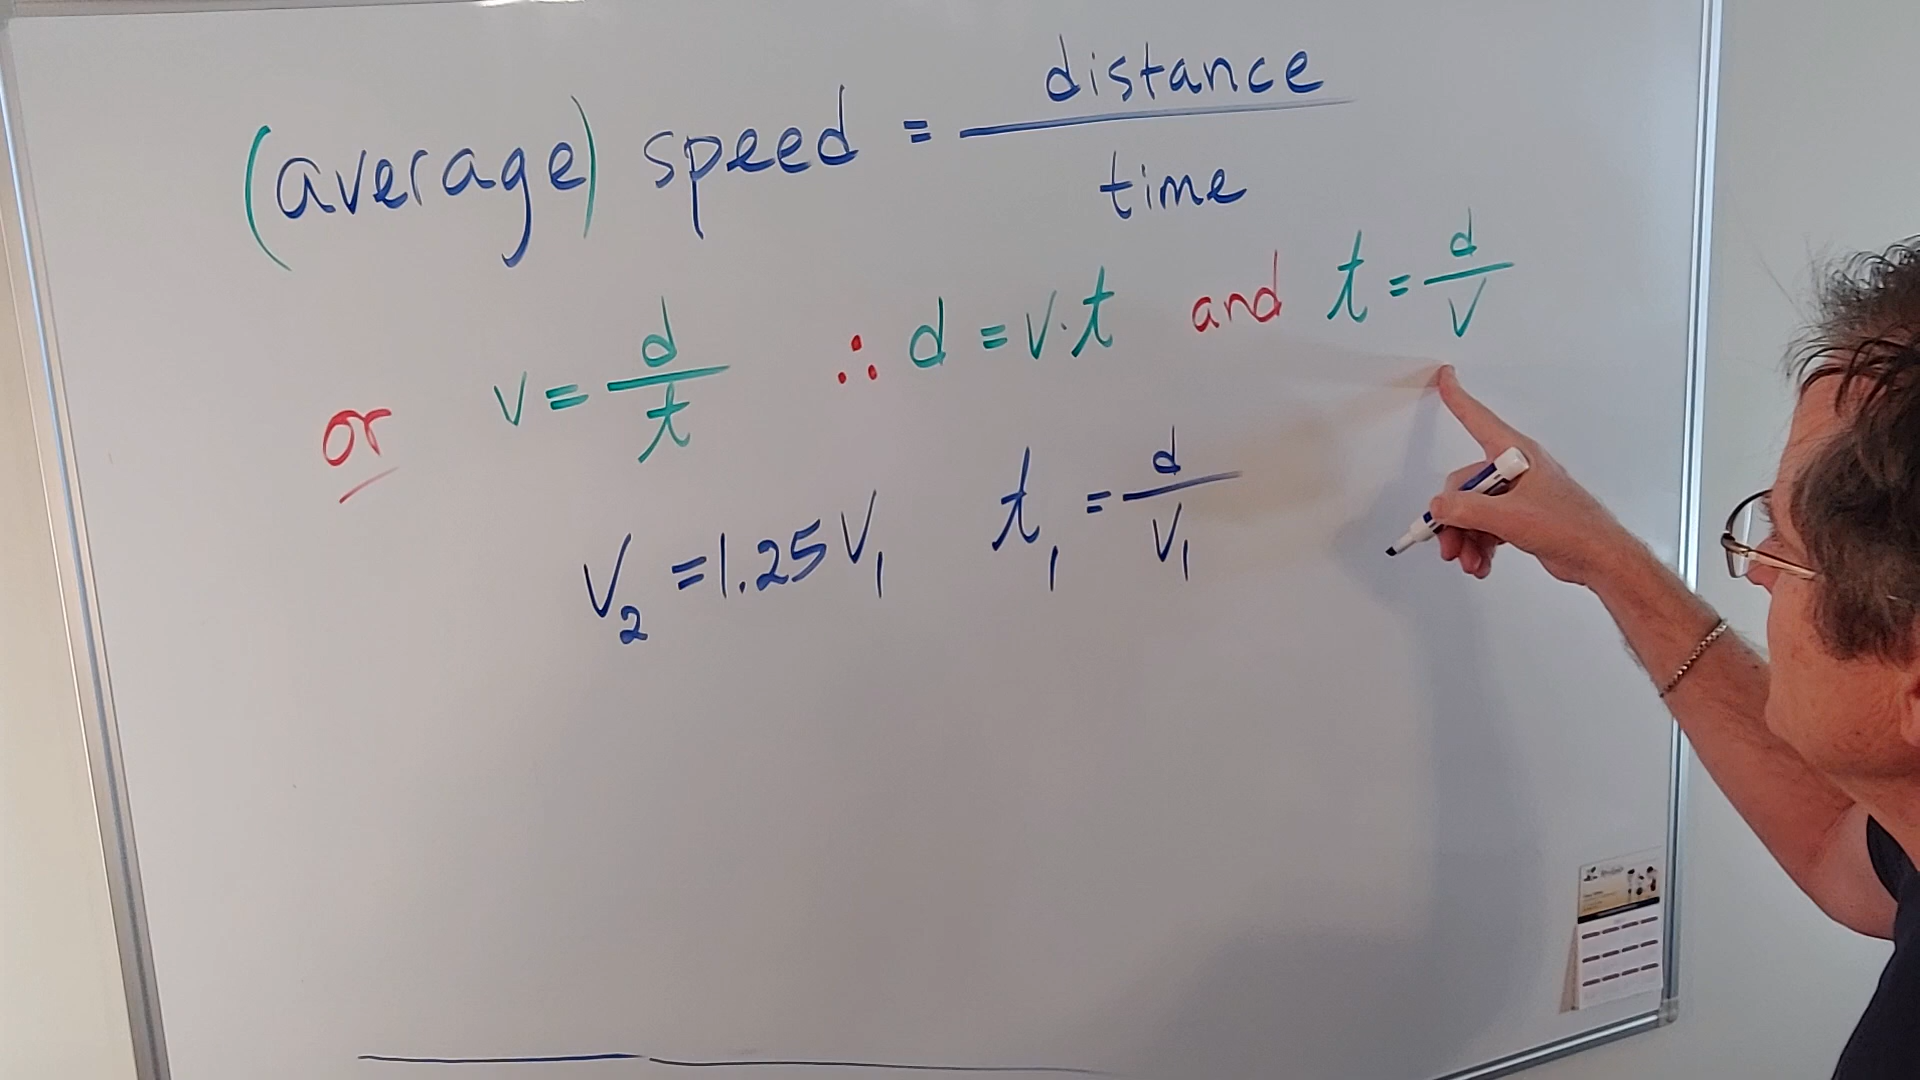 (average) speed = distance / time
or v = d / t ∴ d = v·t and t = d / v
V₂ = 1.25 V₁ t₁ = d / V₁